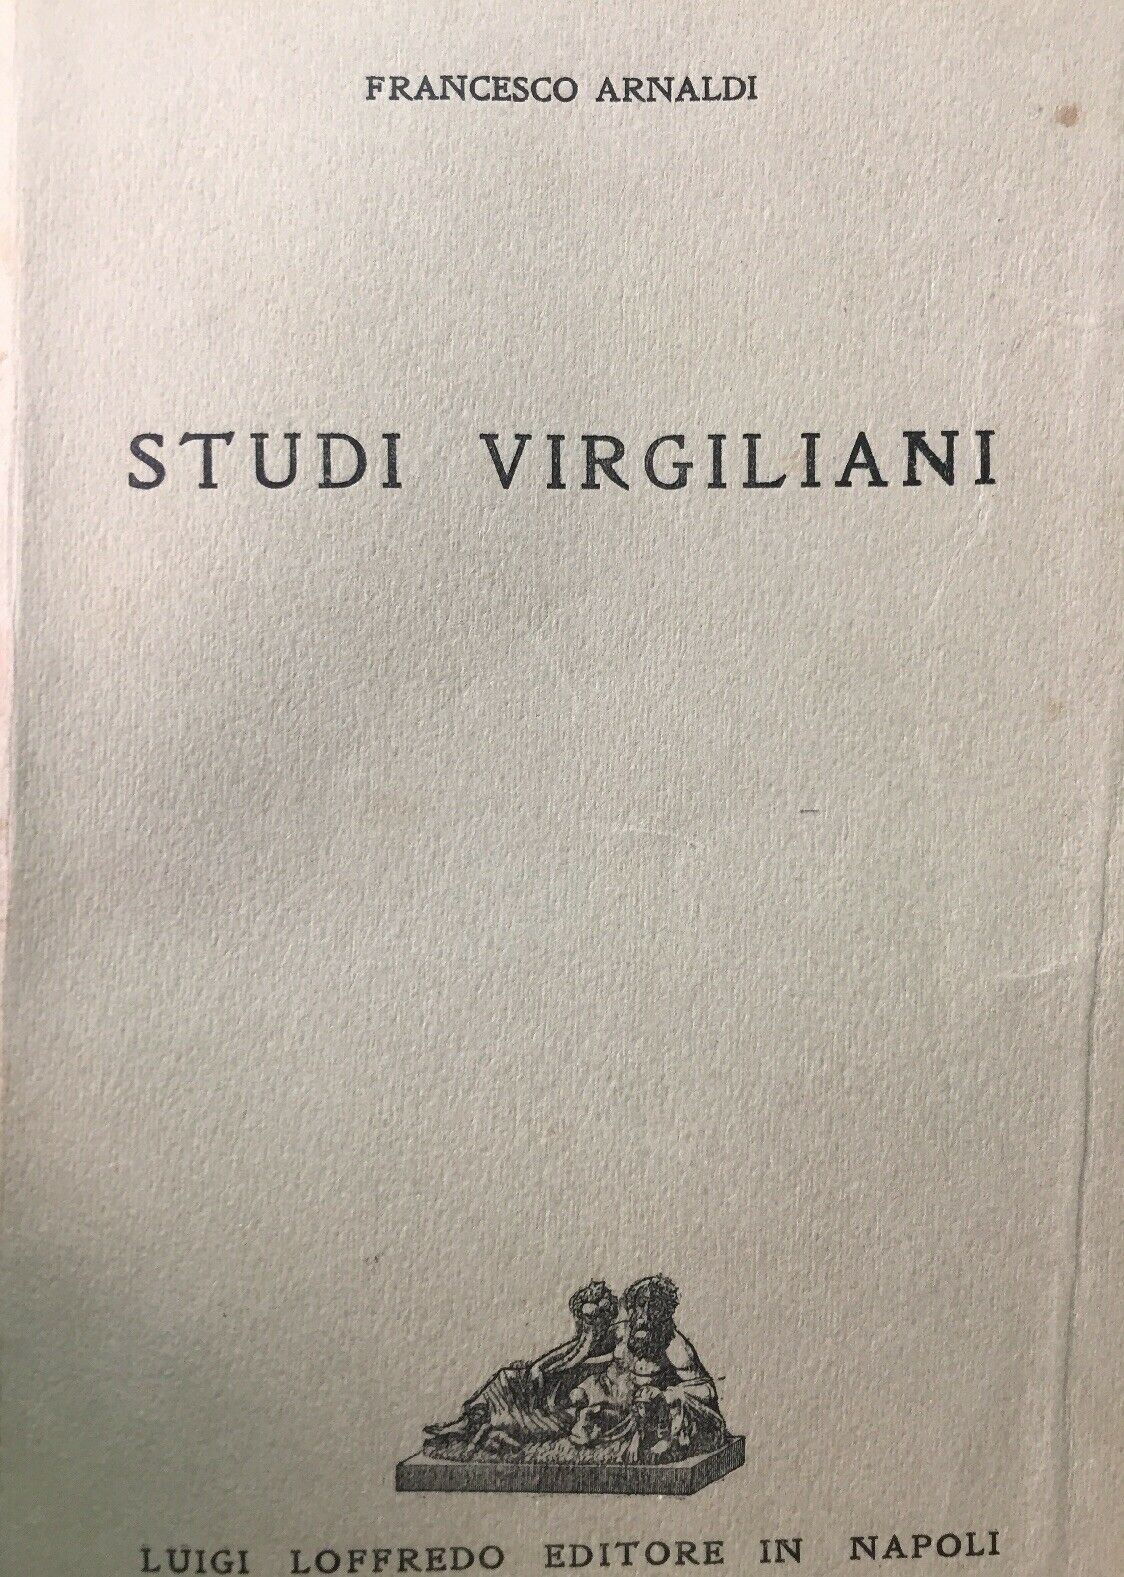 FRANCESCO ARNALDI
STUDI VIRGILIANI
LUIGI LOFFREDO EDITORE IN NAPOLI